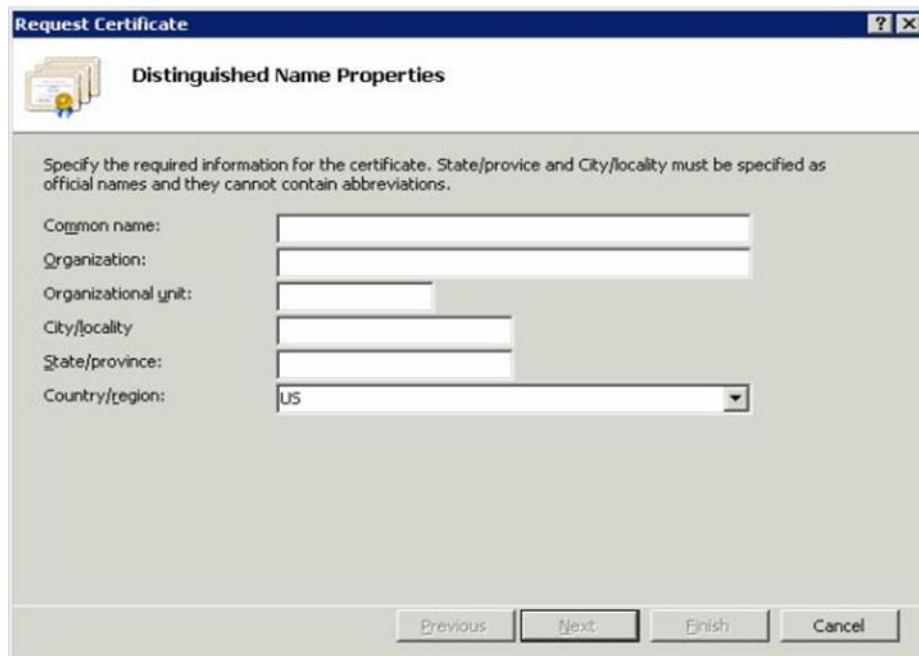 Request Certificate
Distinguished Name Properties
Specify the required information for the certificate. State/provice and City/locality must be specified as
official names and they cannot contain abbreviations.
Common name:
Organization:
Organizational unit:
City/locality
State/province:
Country/region:
US
Previous
Next
Finish
Cancel